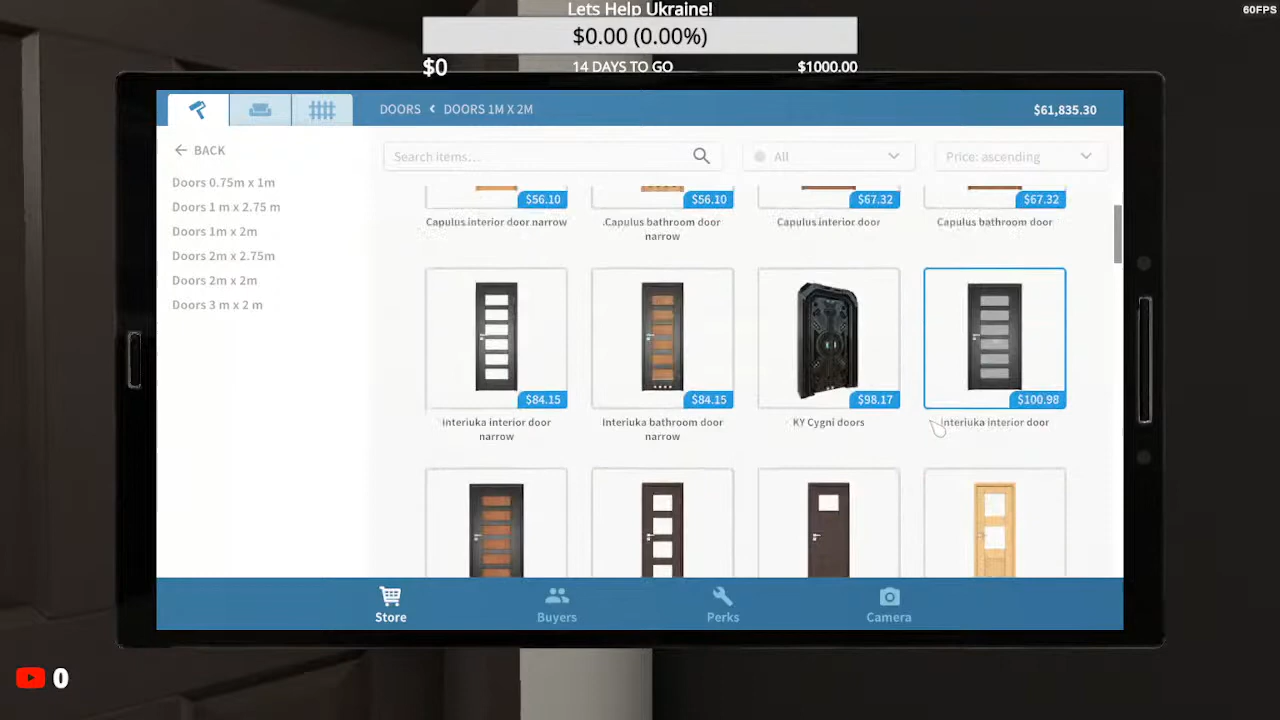 Lets Help Ukraine!
60FPS
$0.00 (0.00%)
$0 14 DAYS TO GO $1000.00
DOORS DOORS 1M X 2M $61,835.30
BACK
Search items... All Price: ascending
Doors 0.75m x 1m
Doors 1 m x 2.75 m
Doors 1m x 2m
Doors 2m x 2.75m
Doors 2m x 2m
Doors 3 m x 2 m
$56.10 $56.10 $67.32 $67.32
Capulus interior door narrow
Capulus bathroom door narrow
Capulus interior door
Capulus bathroom door
$84.15 $84.15 $98.17 $100.98
Interiuka interior door narrow
Interiuka bathroom door narrow
KY Cygni doors
Interiuka interior door
Store Buyers Perks Camera
0